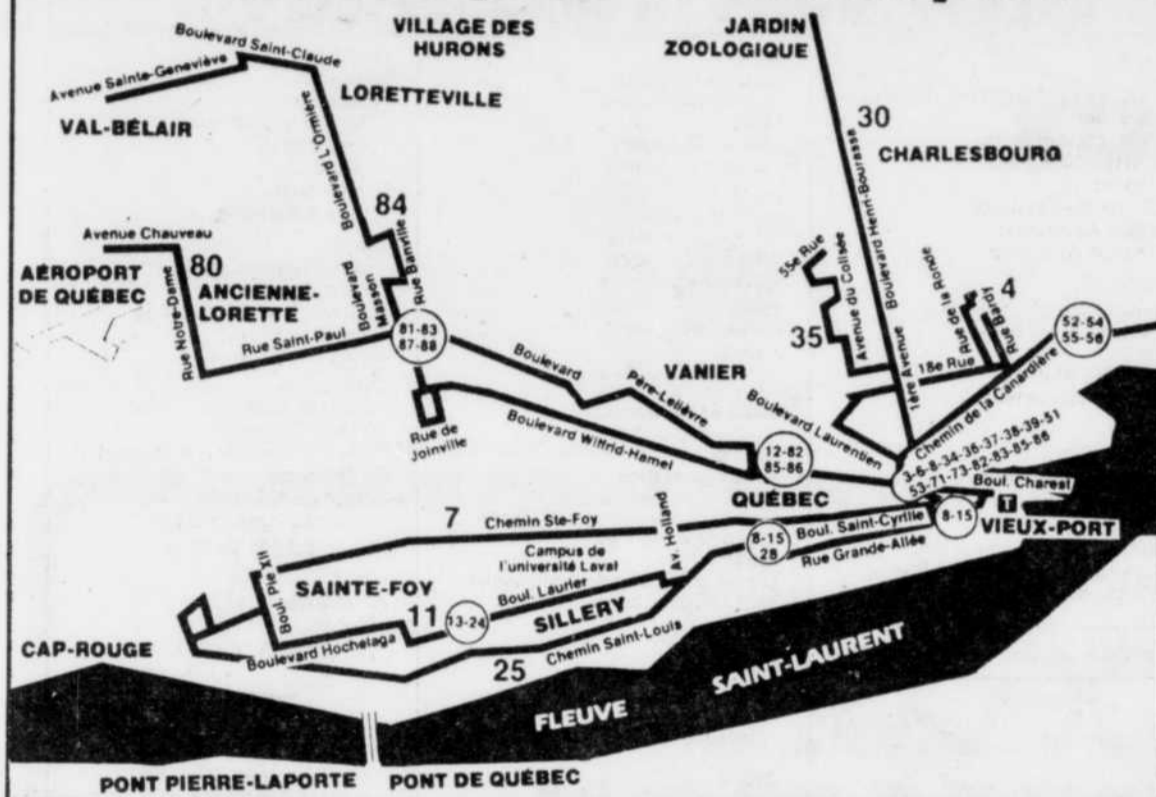 VILLAGE DES
HURONS
JARDIN
ZOOLOGIQUE
Boulevard Saint-Claude
Avenue Sainte-Geneviève
LORETTEVILLE
VAL-BÉLAIR
Boulevard L'Ormière
30
Boulevard Henri-Bourassa
CHARLESBOURG
84
Avenue Chauveau
AÉROPORT
DE QUÉBEC
80
ANCIENNE-
LORETTE
Rue Notre-Dame
Rue Saint-Paul
Boulevard
Masson
Rue Banville
81-83
87-88
55e Rue
Avenue du Colisée
35
1ère Avenue
Rue de la Ronde
4
Rue Bardy
18e Rue
52-54
55-56
Chemin de la Canardière
Boulevard
Père-Lelièvre
VANIER
Boulevard Laurentien
Rue de
Joinville
Boulevard Wilfrid-Hamel
12-82
85-86
3-6-8-34-36-37-38-39-51
53-71-73-82-83-85-86
QUÉBEC
Boul. Charest
T
VIEUX-PORT
8-15
7
Chemin Ste-Foy
Av. Holland
8-15
28
Boul. Saint-Cyrille
Rue Grande-Allée
Campus de
l'université Laval
Boul. Pie XII
SAINTE-FOY
11
13-24
Boul. Laurier
SILLERY
CAP-ROUGE
Boulevard Hochelaga
25
Chemin Saint-Louis
FLEUVE
SAINT-LAURENT
PONT PIERRE-LAPORTE
PONT DE QUÉBEC